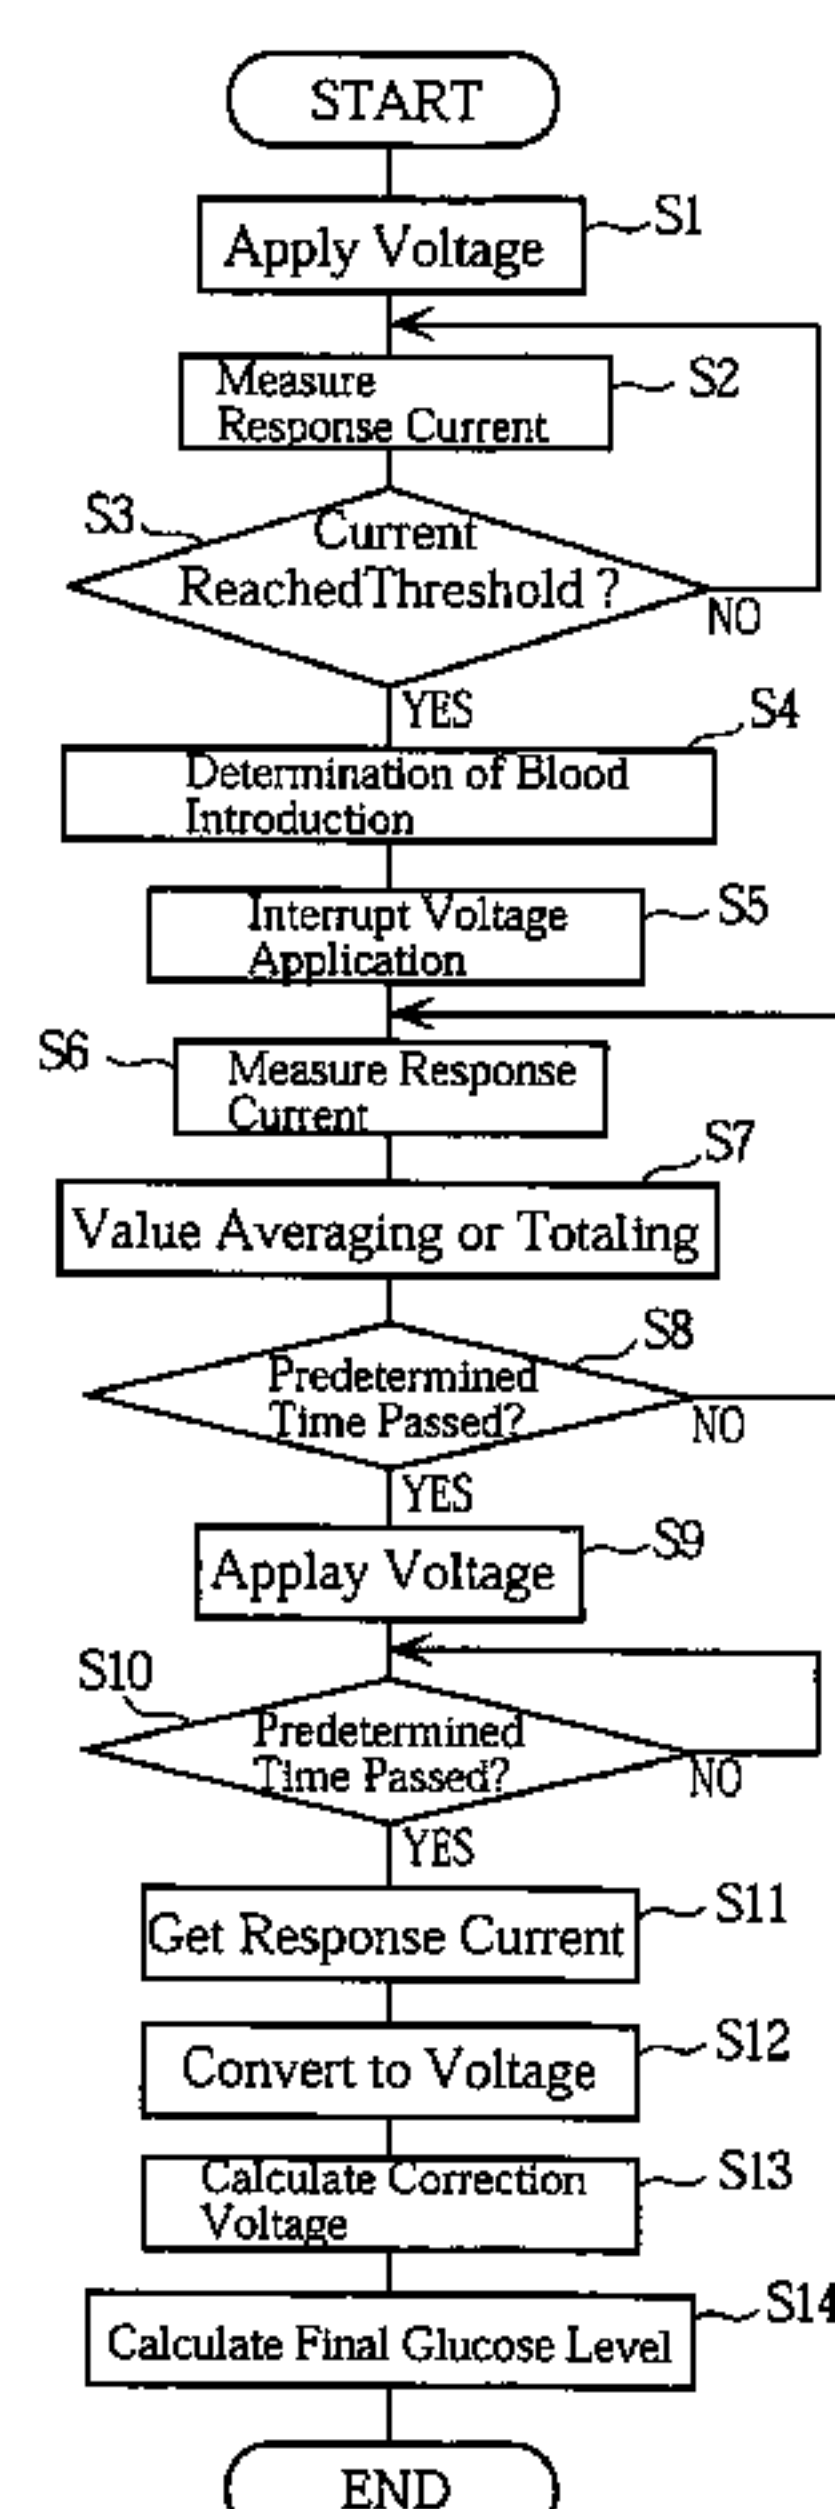 START
Apply Voltage
S1
Measure
Response Current
S2
S3
Current
ReachedThreshold ?
NO
YES
S4
Determination of Blood
Introduction
Interrupt Voltage
Application
S5
S6
Measure Response
Current
S7
Value Averaging or Totaling
S8
Predetermined
Time Passed?
NO
YES
Applay Voltage
S9
S10
Predetermined
Time Passed?
NO
YES
Get Response Current
S11
Convert to Voltage
S12
Calculate Correction
Voltage
S13
Calculate Final Glucose Level
S14
END